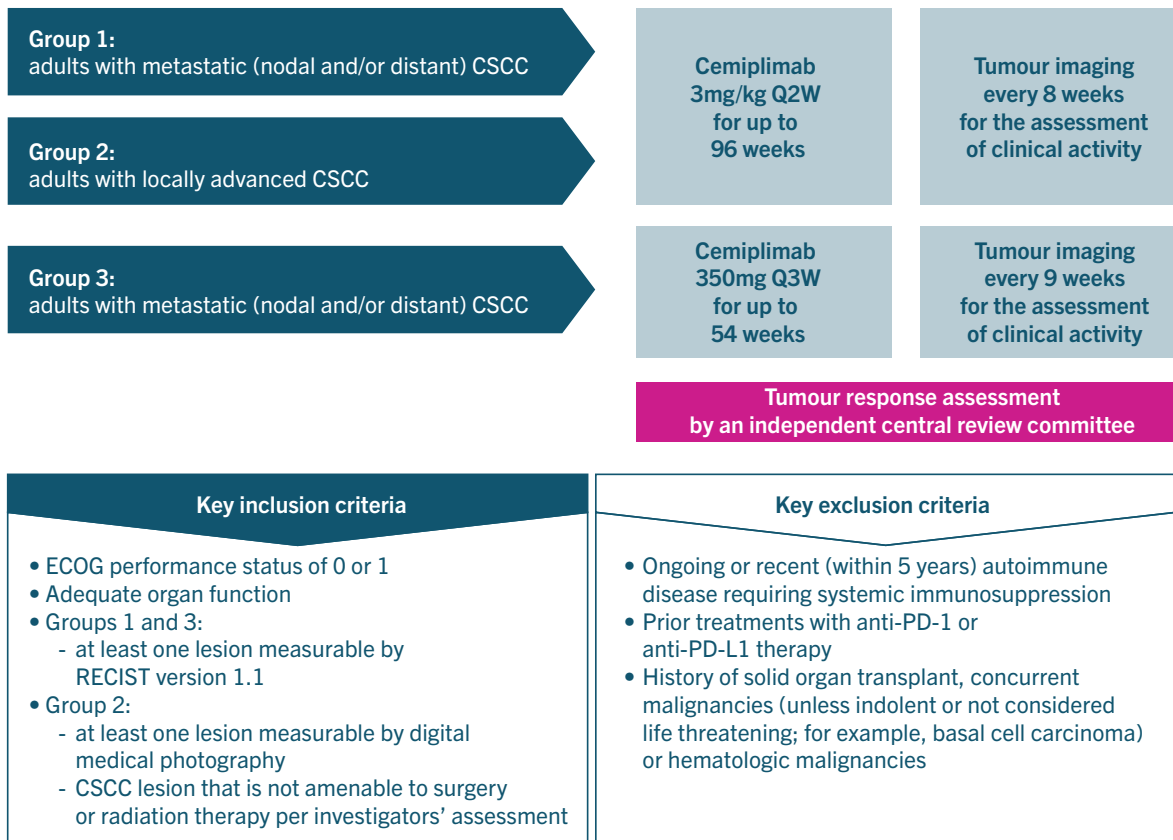 Group 1:
adults with metastatic (nodal and/or distant) CSCC
Group 2:
adults with locally advanced CSCC
Cemiplimab
3mg/kg Q2W
for up to
96 weeks
Tumour imaging
every 8 weeks
for the assessment
of clinical activity
Group 3:
adults with metastatic (nodal and/or distant) CSCC
Cemiplimab
350mg Q3W
for up to
54 weeks
Tumour imaging
every 9 weeks
for the assessment
of clinical activity
Tumour response assessment
by an independent central review committee
Key inclusion criteria
• ECOG performance status of 0 or 1
• Adequate organ function
• Groups 1 and 3:
- at least one lesion measurable by
RECIST version 1.1
• Group 2:
- at least one lesion measurable by digital
medical photography
- CSCC lesion that is not amenable to surgery
or radiation therapy per investigators' assessment
Key exclusion criteria
• Ongoing or recent (within 5 years) autoimmune
disease requiring systemic immunosuppression
• Prior treatments with anti-PD-1 or
anti-PD-L1 therapy
• History of solid organ transplant, concurrent
malignancies (unless indolent or not considered
life threatening; for example, basal cell carcinoma)
or hematologic malignancies